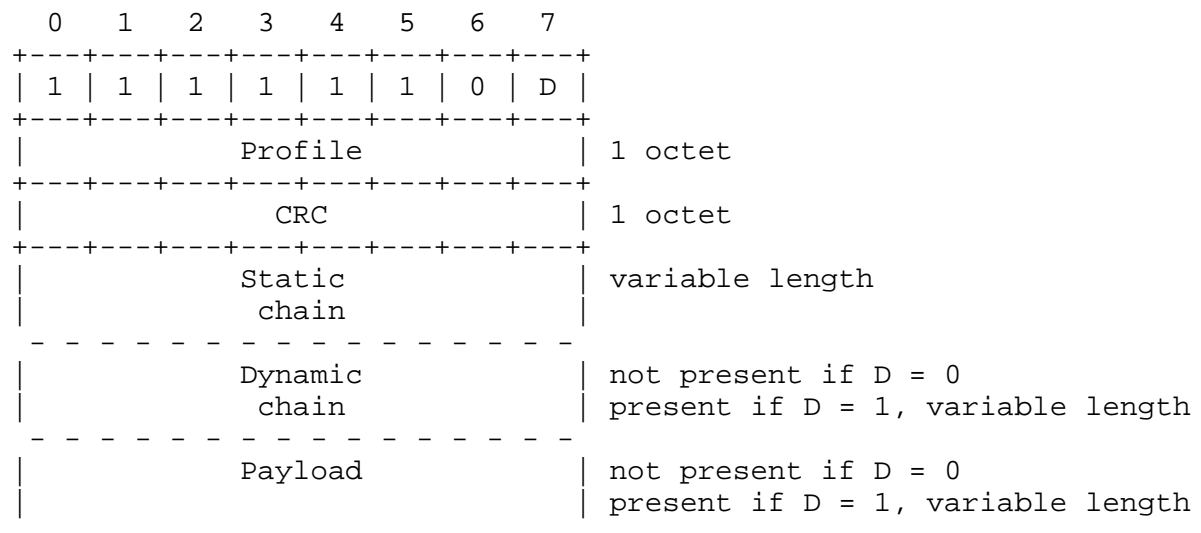 0   1   2   3   4   5   6   7
+---+---+---+---+---+---+---+---+
| 1 | 1 | 1 | 1 | 1 | 1 | 0 | D |
+---+---+---+---+---+---+---+---+
|            Profile            | 1 octet
+---+---+---+---+---+---+---+---+
|              CRC              | 1 octet
+---+---+---+---+---+---+---+---+
|            Static             | variable length
|             chain             |
 - - - - - - - - - - - - - - - -
|            Dynamic            | not present if D = 0
|             chain             | present if D = 1, variable length
 - - - - - - - - - - - - - - - -
|            Payload            | not present if D = 0
|                               | present if D = 1, variable length